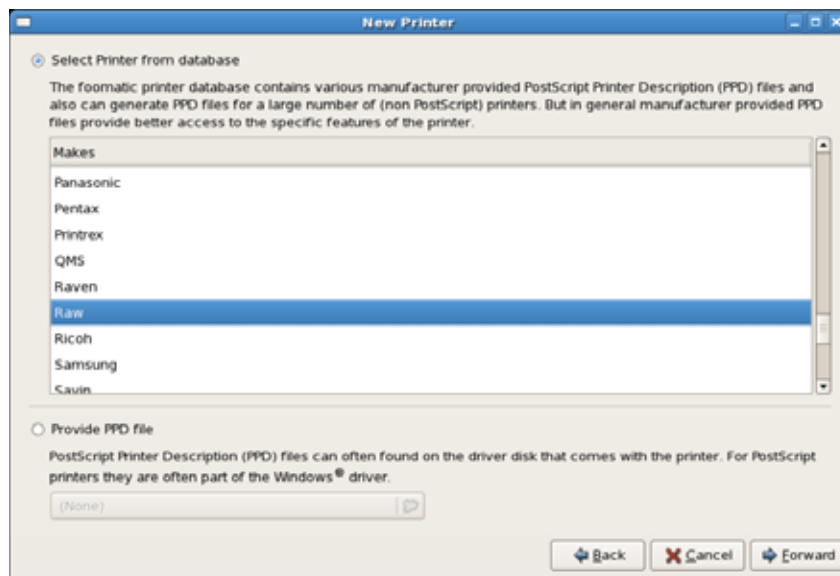 New Printer
Select Printer from database
The foomatic printer database contains various manufacturer provided PostScript Printer Description (PPD) files and
also can generate PPD files for a large number of (non PostScript) printers. But in general manufacturer provided PPD
files provide better access to the specific features of the printer.
Makes
Panasonic
Pentax
Printrex
QMS
Raven
Raw
Ricoh
Samsung
Savin
Provide PPD file
PostScript Printer Description (PPD) files can often found on the driver disk that comes with the printer. For PostScript
printers they are often part of the Windows® driver.
(None)
Back Cancel Forward